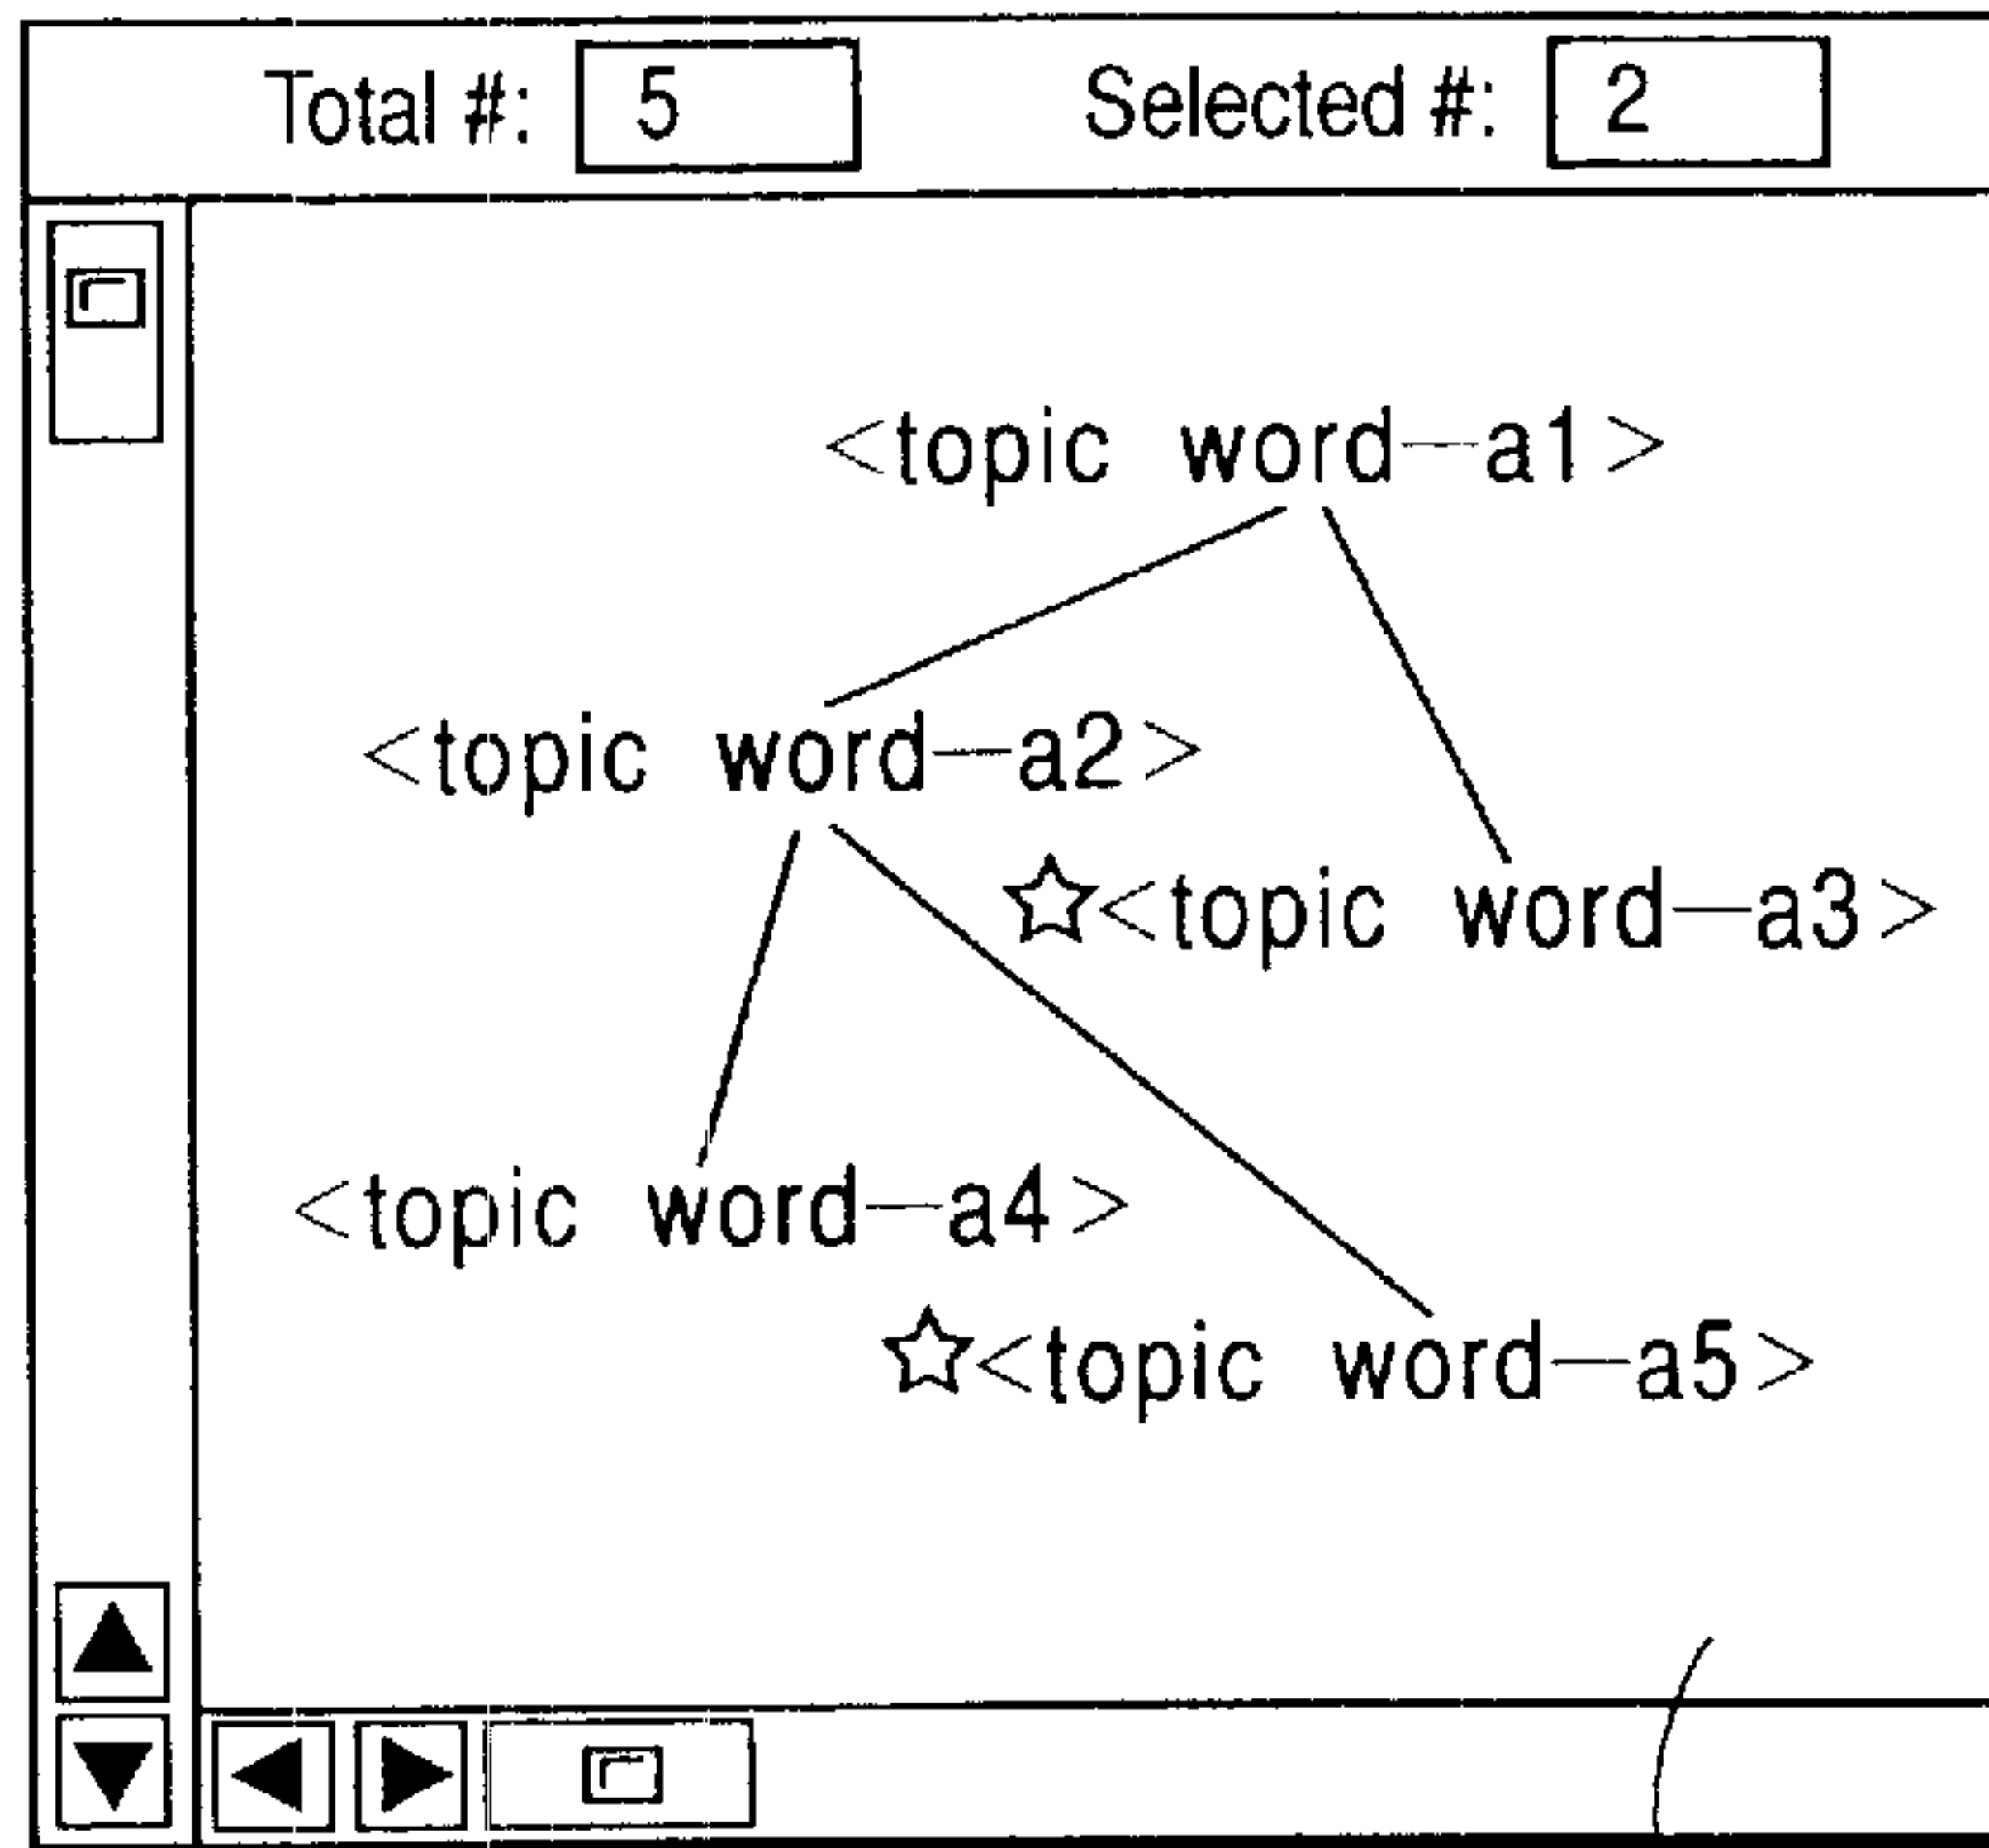 Total #: 5 Selected #: 2
<topic word—a1>
<topic word—a2>
☆<topic word—a3>
<topic word—a4>
☆<topic word—a5>